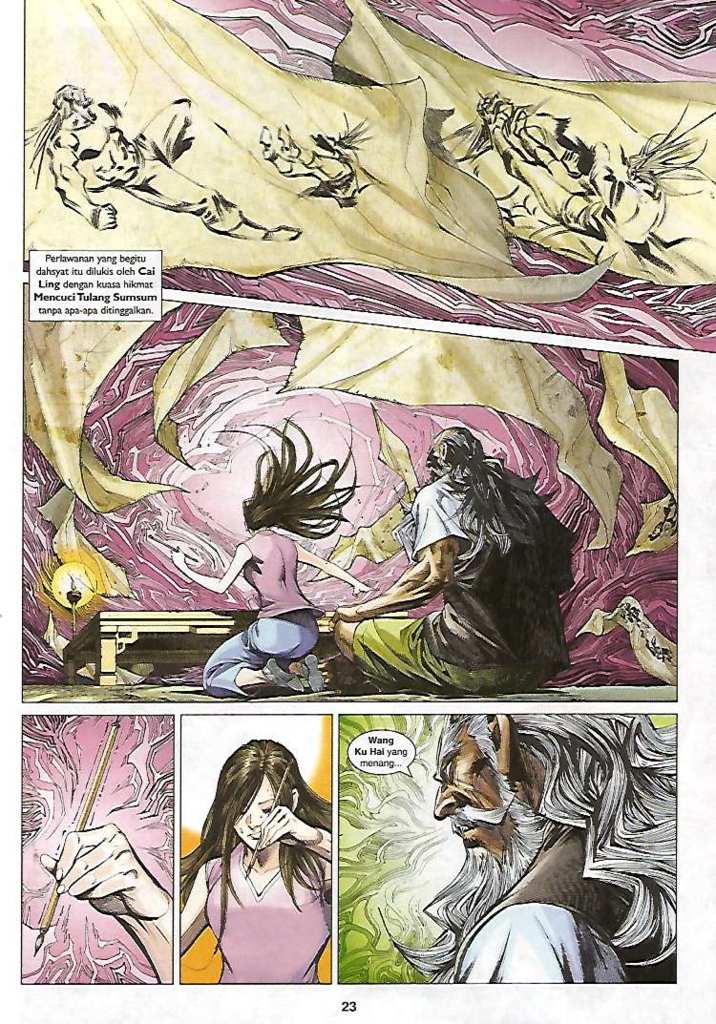 Perlawanan yang begitu
dahsyat itu dilukis oleh Cai
Ling dengan kuasa hikmat
Mencuci Tulang Sumsum
tanpa apa-apa ditinggalkan.
Wang
Ku Hai yang
menang...
23